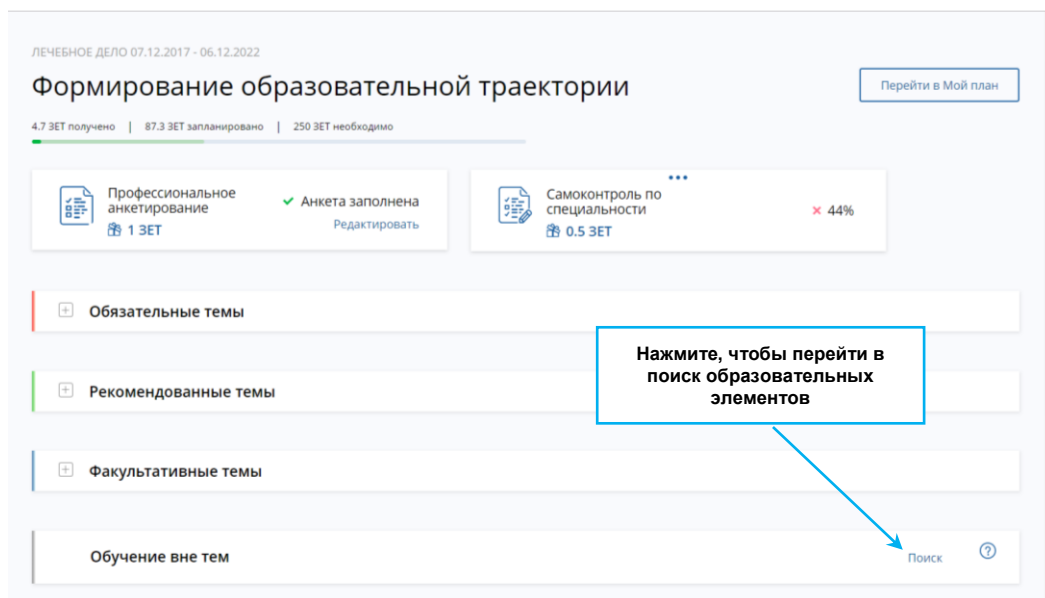 ЛЕЧЕБНОЕ ДЕЛО 07.12.2017 - 06.12.2022
Формирование образовательной траектории
Перейти в Мой план
4.7 ЗЕТ получено | 87.3 ЗЕТ запланировано | 250 ЗЕТ необходимо
Профессиональное
анкетирование
1 ЗЕТ
Анкета заполнена
Редактировать
Самоконтроль по
специальности
0.5 ЗЕТ
44%
Обязательные темы
Нажмите, чтобы перейти в
поиск образовательных
элементов
Рекомендованные темы
Факультативные темы
Обучение вне тем
Поиск
?